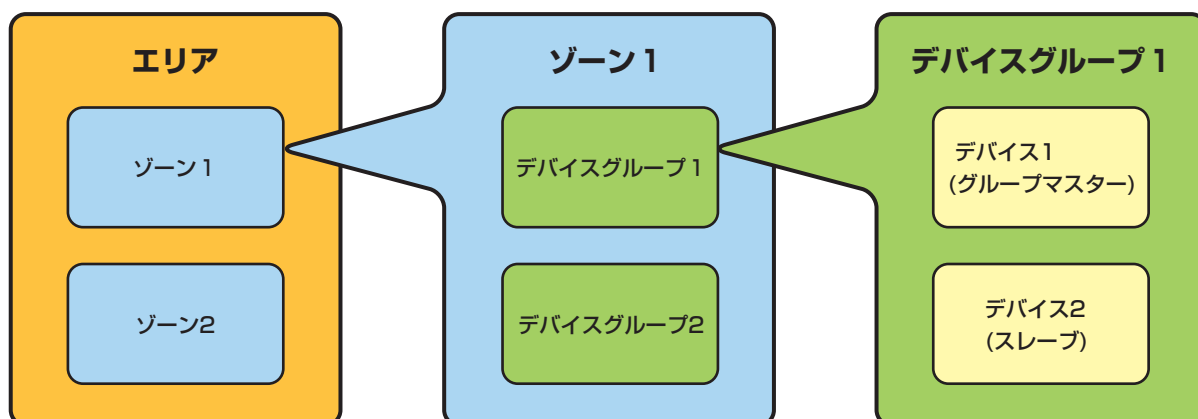 エリア
ゾーン1
ゾーン2
ゾーン1
デバイスグループ1
デバイスグループ2
デバイスグループ1
デバイス1
(グループマスター)
デバイス2
(スレーブ)